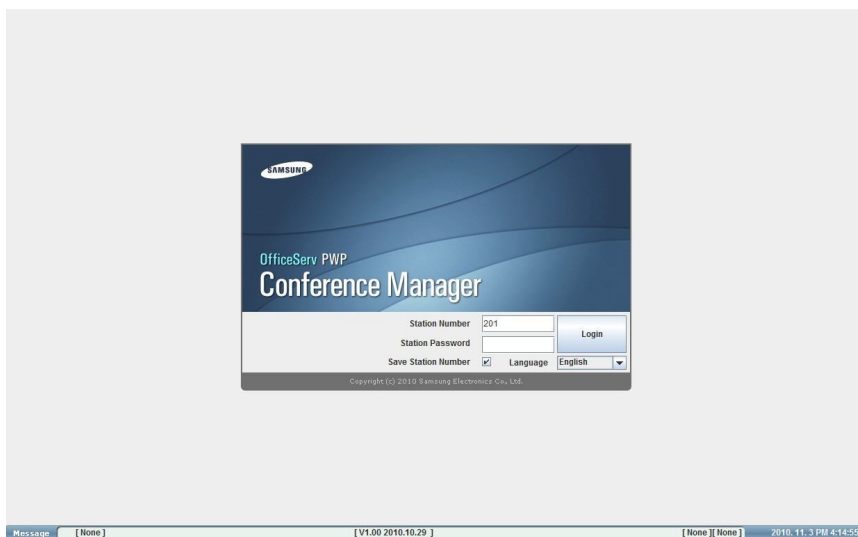 SAMSUNG
OfficeServ PWP
Conference Manager
Station Number 201
Login
Station Password
Save Station Number Language English
Copyright (c) 2010 Samsung Electronics Co., Ltd.
Message [ None ] [ V1.00 2010.10.29 ] [ None ][ None ] 2010. 11. 3 PM 4:14:55